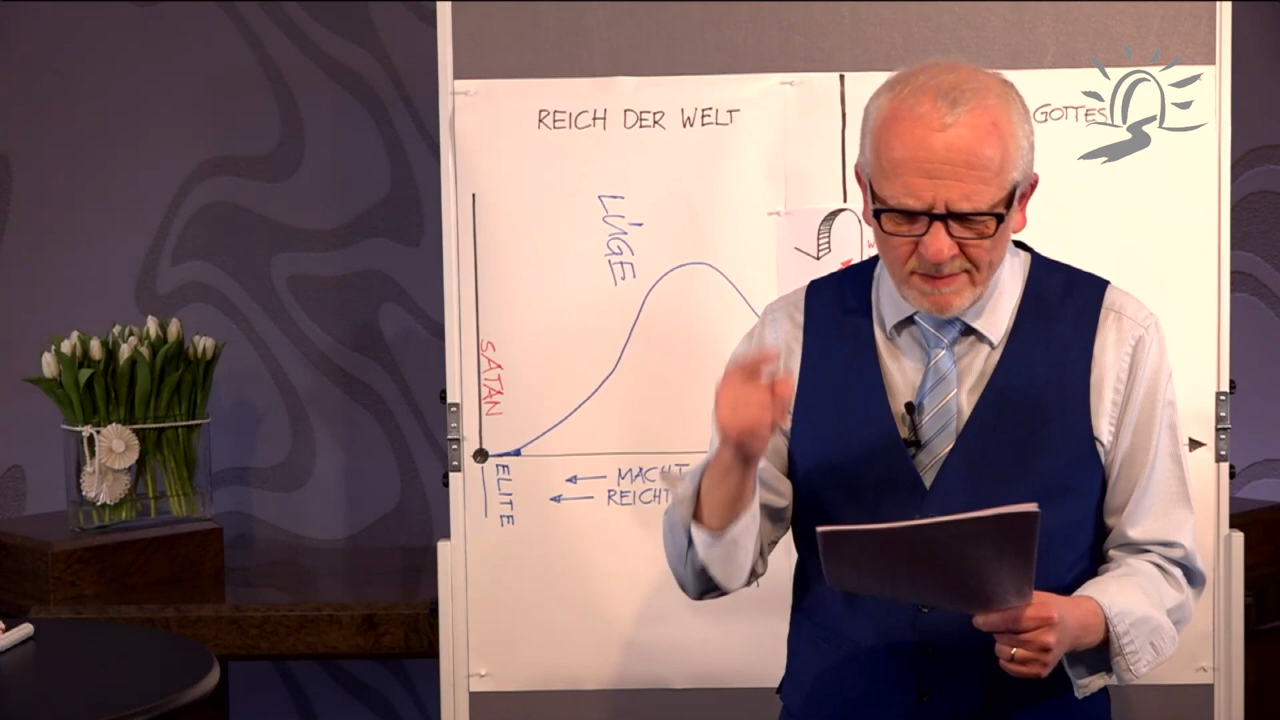 REICH DER WELT
GOTTES
LÜGE
SATAN
ELITE
MACHT
REICHT